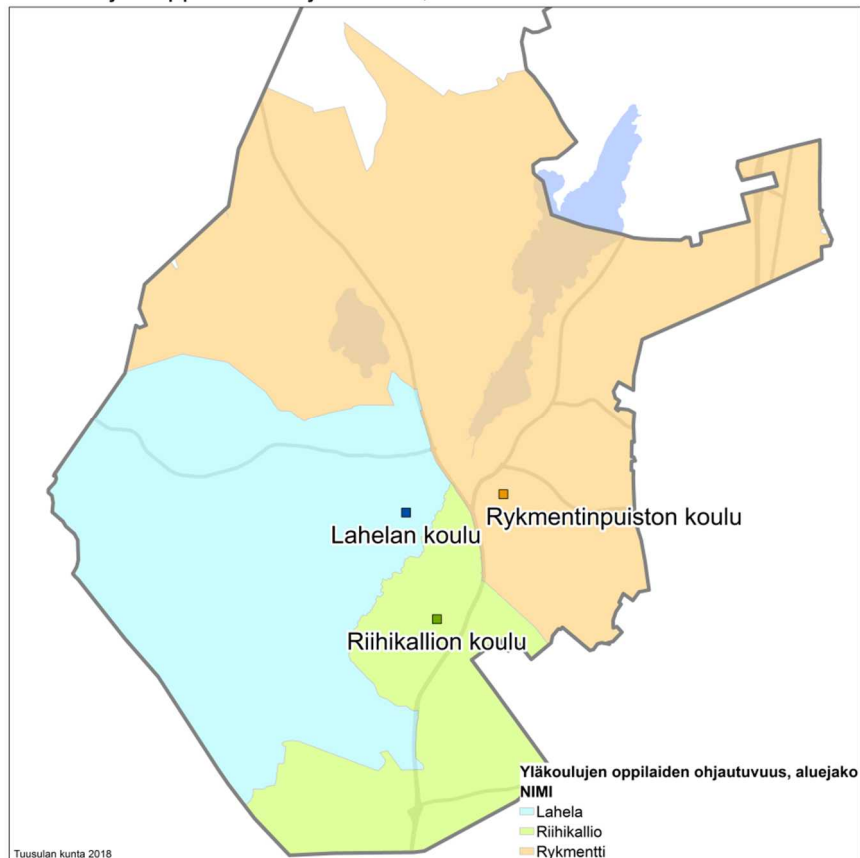 Rykmentinpuiston koulu
Lahelan koulu
Riihikallion koulu
Yläkoulujen oppilaiden ohjautuvuus, aluejako
NIMI
Lahela
Riihikallio
Rykmentti
Tuusulan kunta 2018